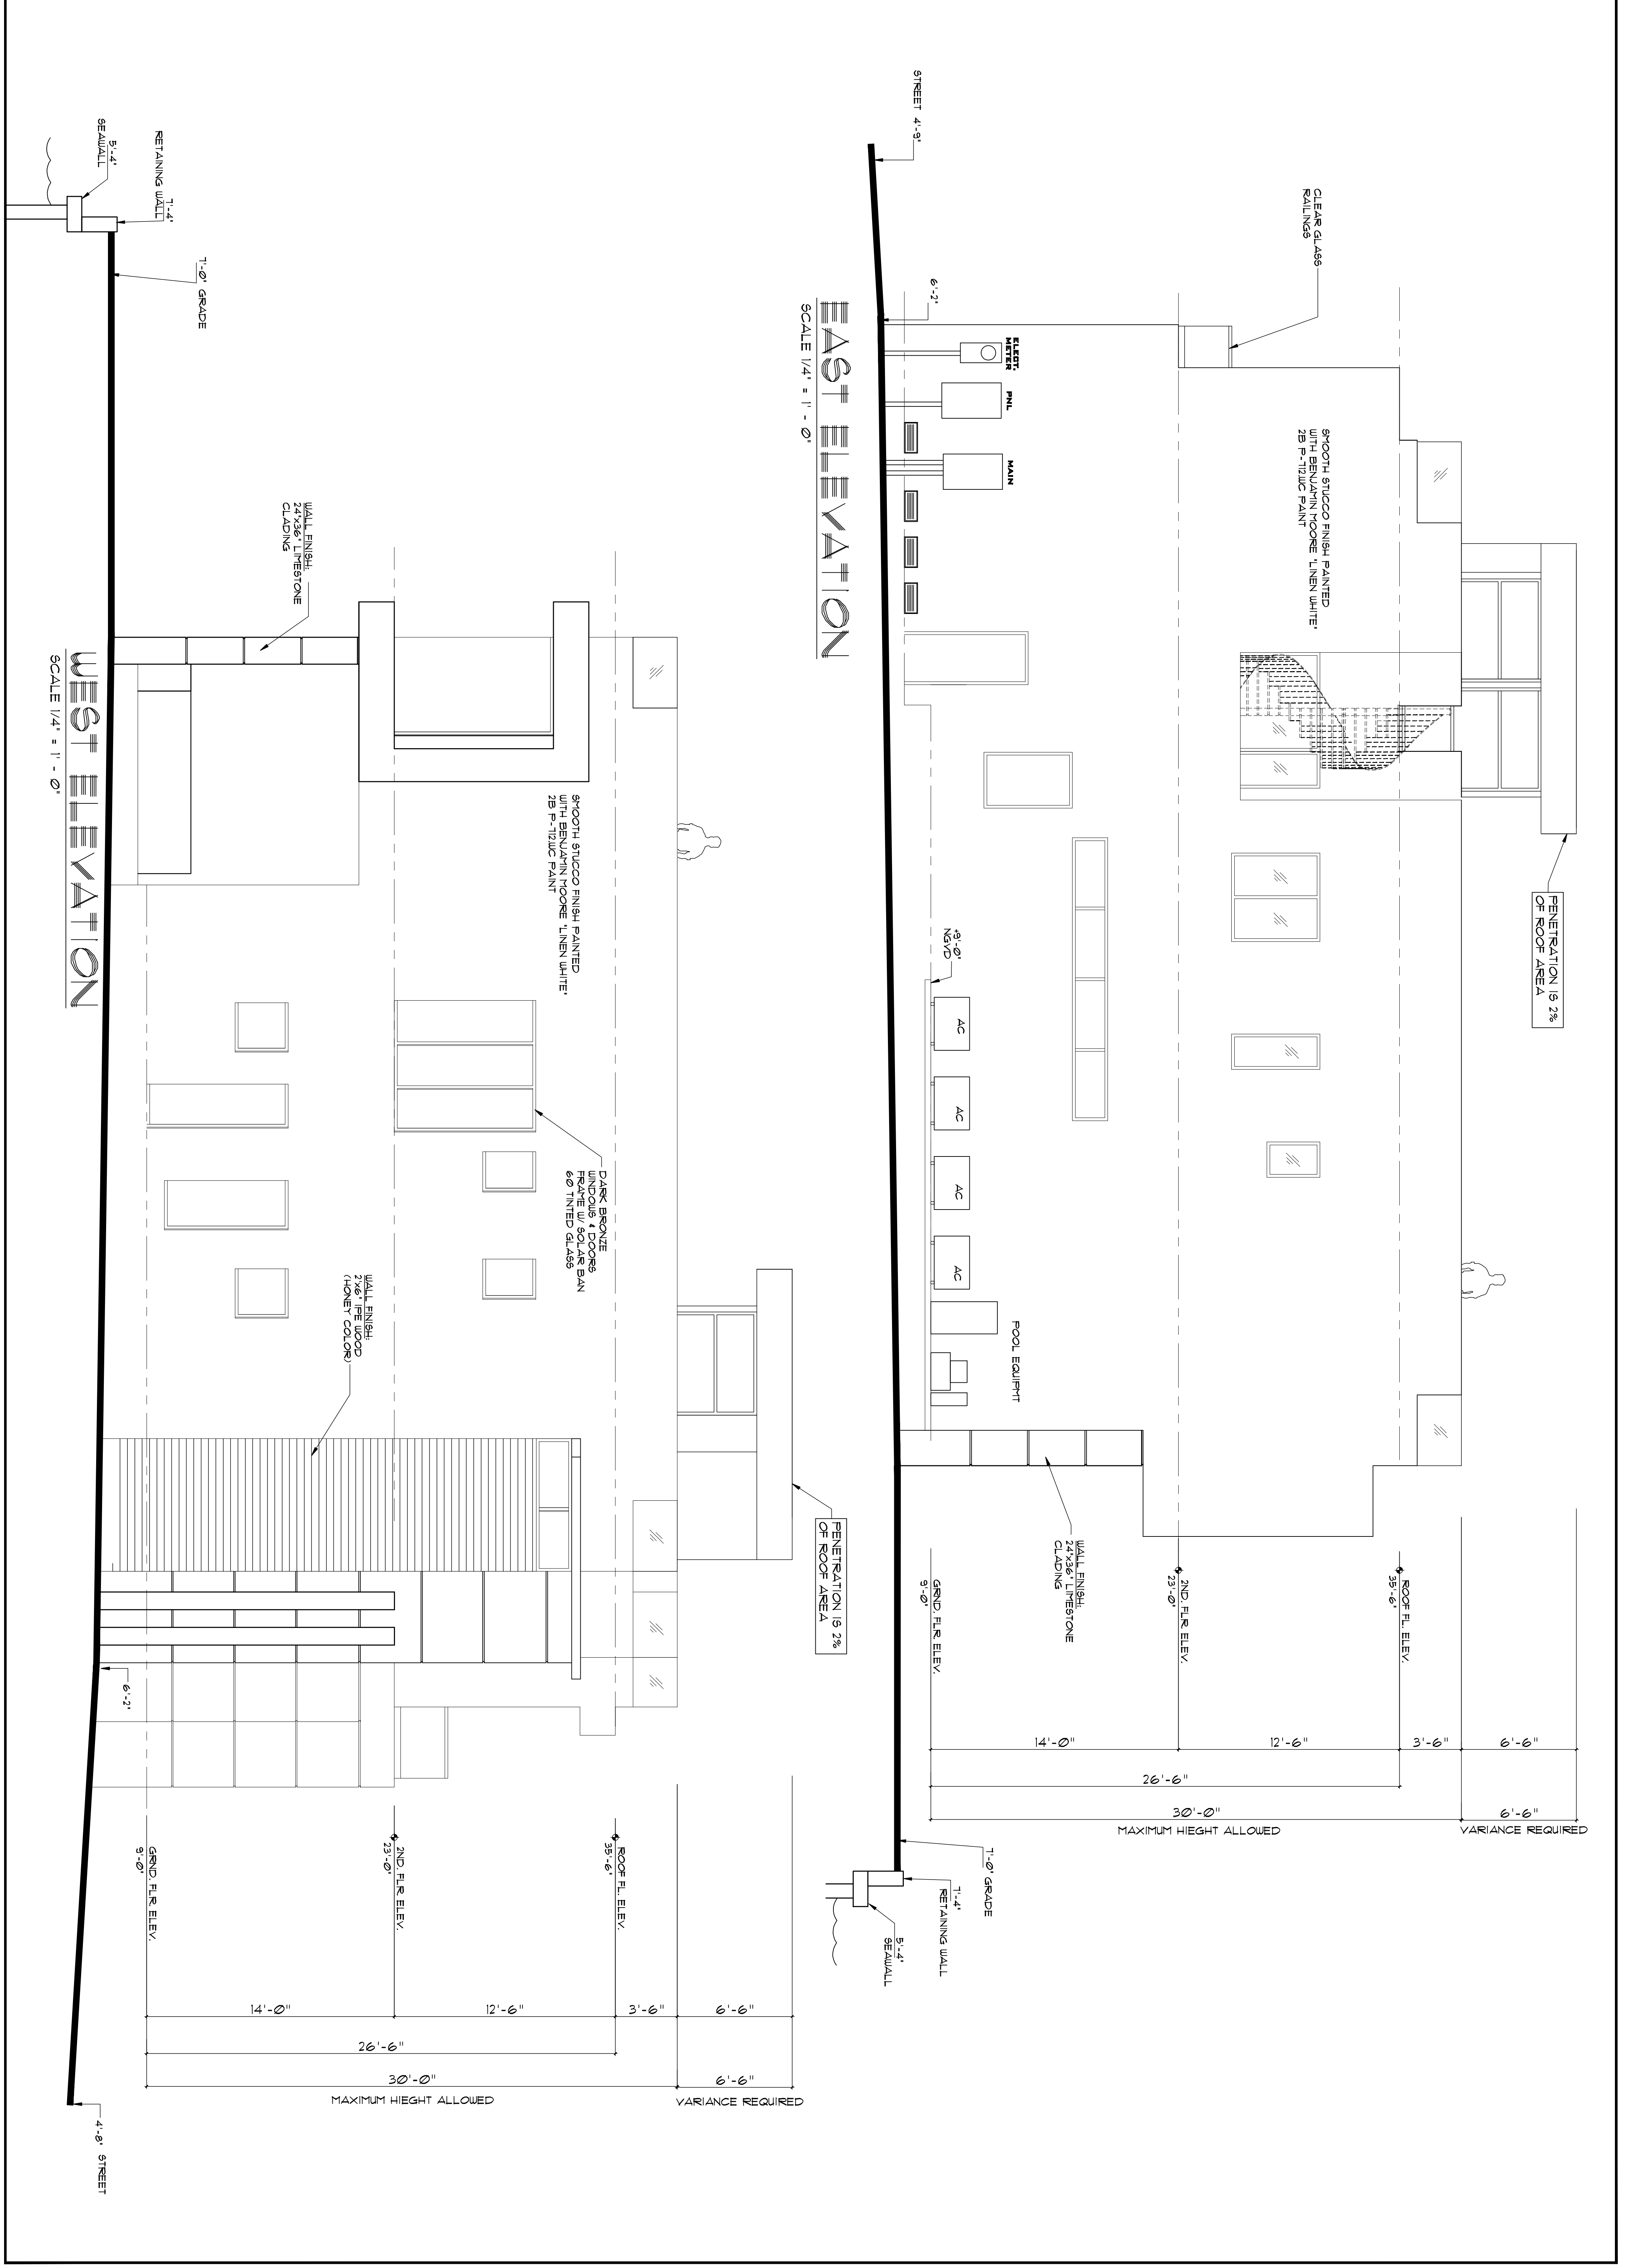 STREET 4'-9"
CLEAR GLASS
RAILINGS
6'-2"
ELECT.
METER
PNL
MAIN
SMOOTH STUCCO FINISH PAINTED
WITH BENJAMIN MOORE "LINEN WHITE"
2B P-712.WC PAINT
PENETRATION IS 2%
OF ROOF AREA
+9'-0"
NGVD
AC
AC
AC
AC
POOL EQUIPMT
WALL FINISH:
24"x36" LIMESTONE
CLADING
ROOF FL. ELEV.
35'-6"
2ND. FLR. ELEV.
23'-0"
GRND. FLR. ELEV.
9'-0"
6'-6"
3'-6"
12'-6"
14'-0"
26'-6"
6'-6"
30'-0"
VARIANCE REQUIRED
MAXIMUM HIEGHT ALLOWED
7'-0" GRADE
7'-4"
RETAINING WALL
5'-4"
SEAWALL
EAST ELEVATION
SCALE 1/4" = 1' - 0"
RETAINING WALL
7'-4"
5'-4"
SEAWALL
7'-0" GRADE
WALL FINISH:
24"x36" LIMESTONE
CLADING
SMOOTH STUCCO FINISH PAINTED
WITH BENJAMIN MOORE "LINEN WHITE"
2B P-712.WC PAINT
DARK BRONZE
WINDOWS & DOORS
FRAME W/ SOLAR BAN
60 TINTED GLASS
WALL FINISH:
2"x6" IPE WOOD
(HONEY COLOR)
PENETRATION IS 2%
OF ROOF AREA
6'-2"
ROOF FL. ELEV.
35'-6"
2ND. FLR. ELEV.
23'-0"
GRND. FLR. ELEV.
9'-0"
6'-6"
3'-6"
12'-6"
14'-0"
26'-6"
6'-6"
30'-0"
VARIANCE REQUIRED
MAXIMUM HIEGHT ALLOWED
4'-8" STREET
WEST ELEVATION
SCALE 1/4" = 1' - 0"